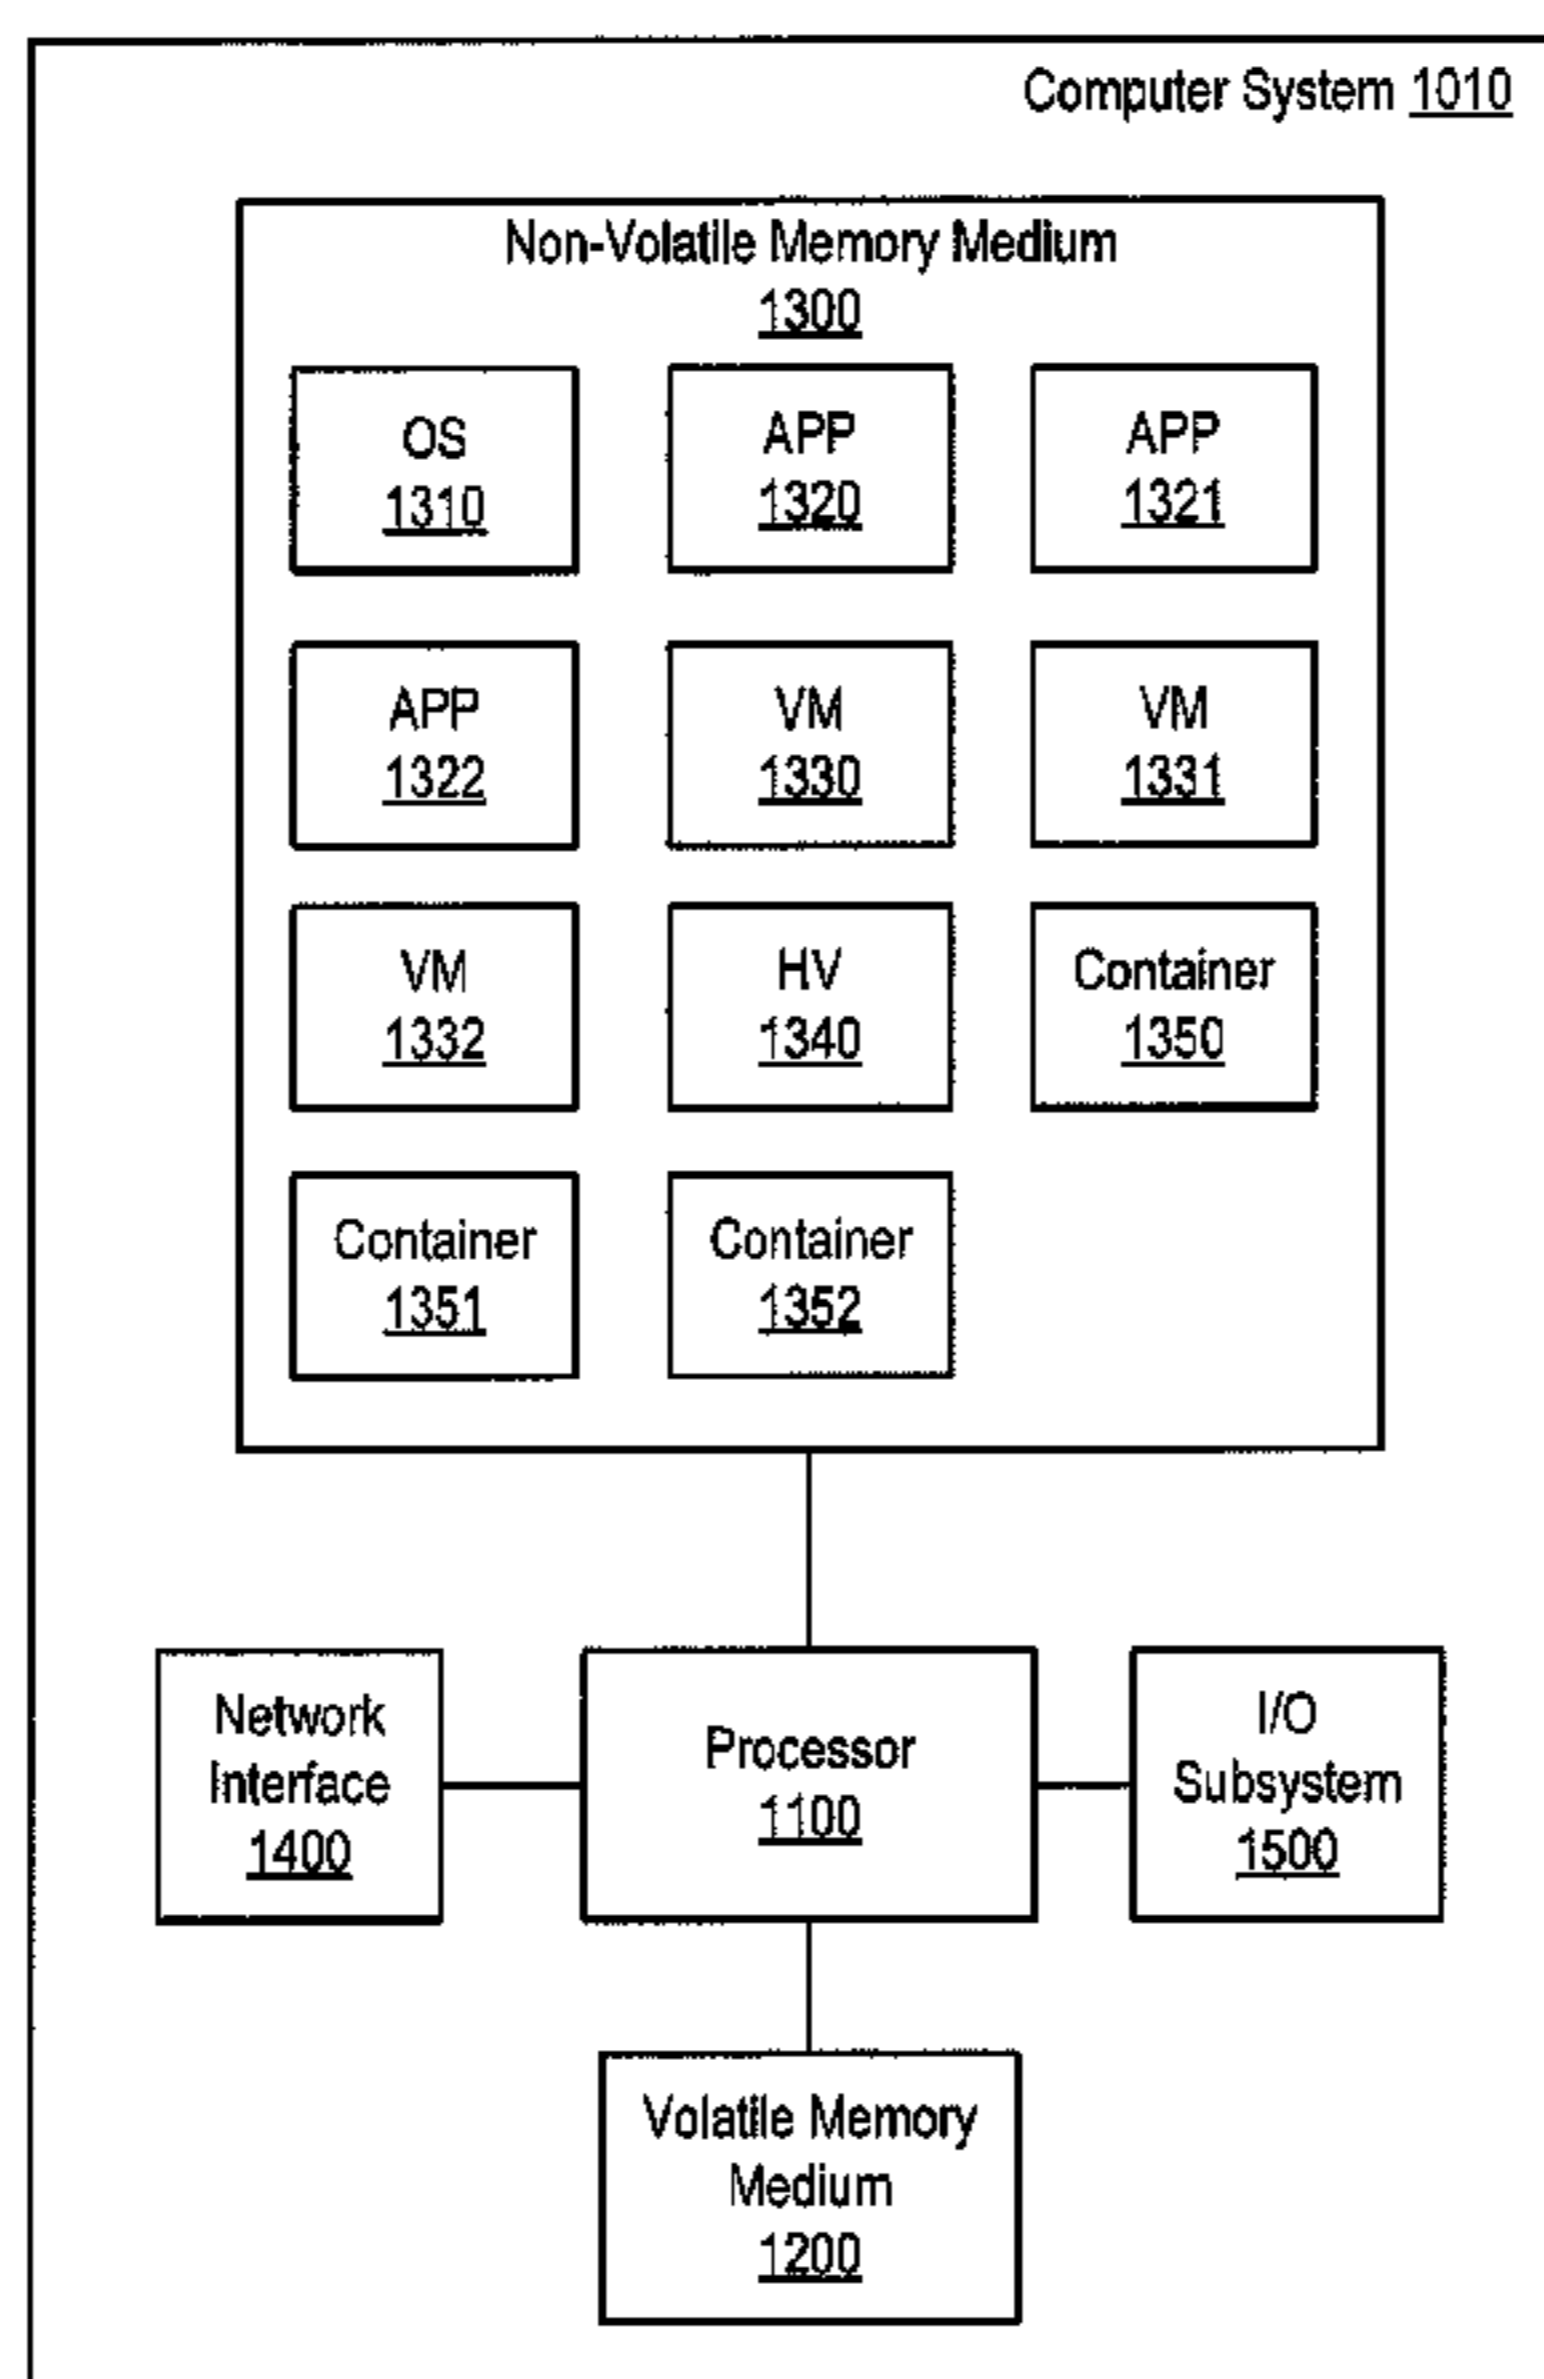 Computer System 1010
Non-Volatile Memory Medium
1300
OS
1310
APP
1320
APP
1321
APP
1322
VM
1330
VM
1331
VM
1332
HV
1340
Container
1350
Container
1351
Container
1352
Network
Interface
1400
Processor
1100
I/O
Subsystem
1500
Volatile Memory
Medium
1200